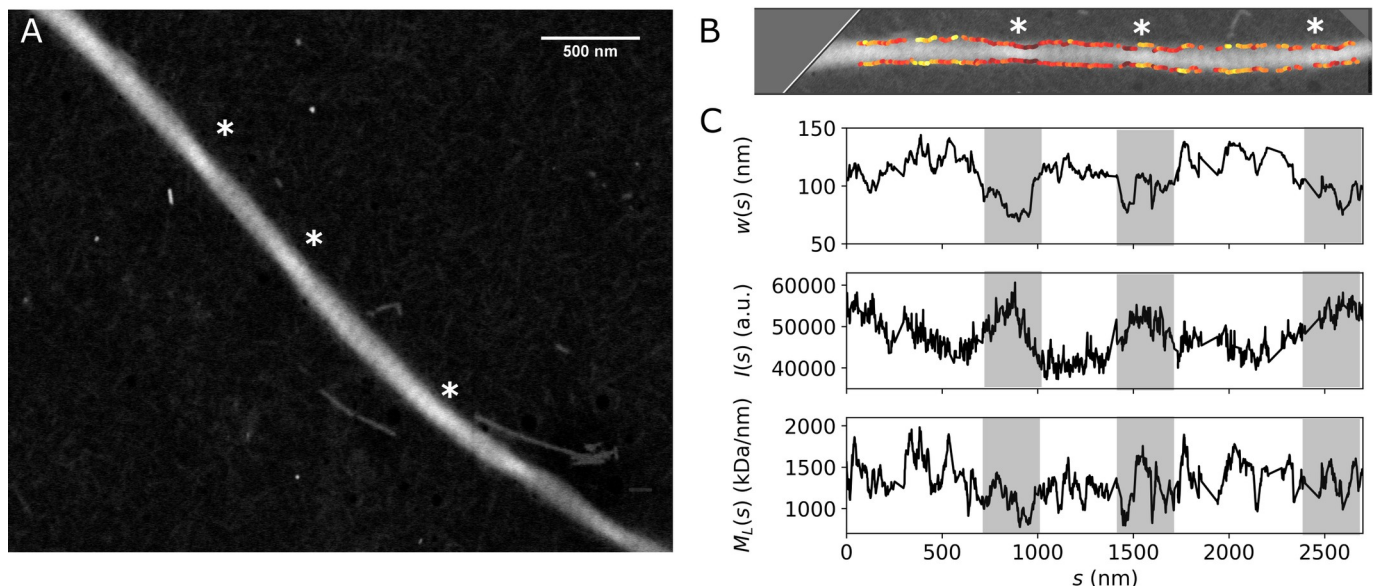 A
500 nm
*
*
*
B
* * *
C
150
100
50
w(s) (nm)
60000
50000
40000
I(s) (a.u.)
2000
1500
1000
M_L(s) (kDa/nm)
0 500 1000 1500 2000 2500
s (nm)